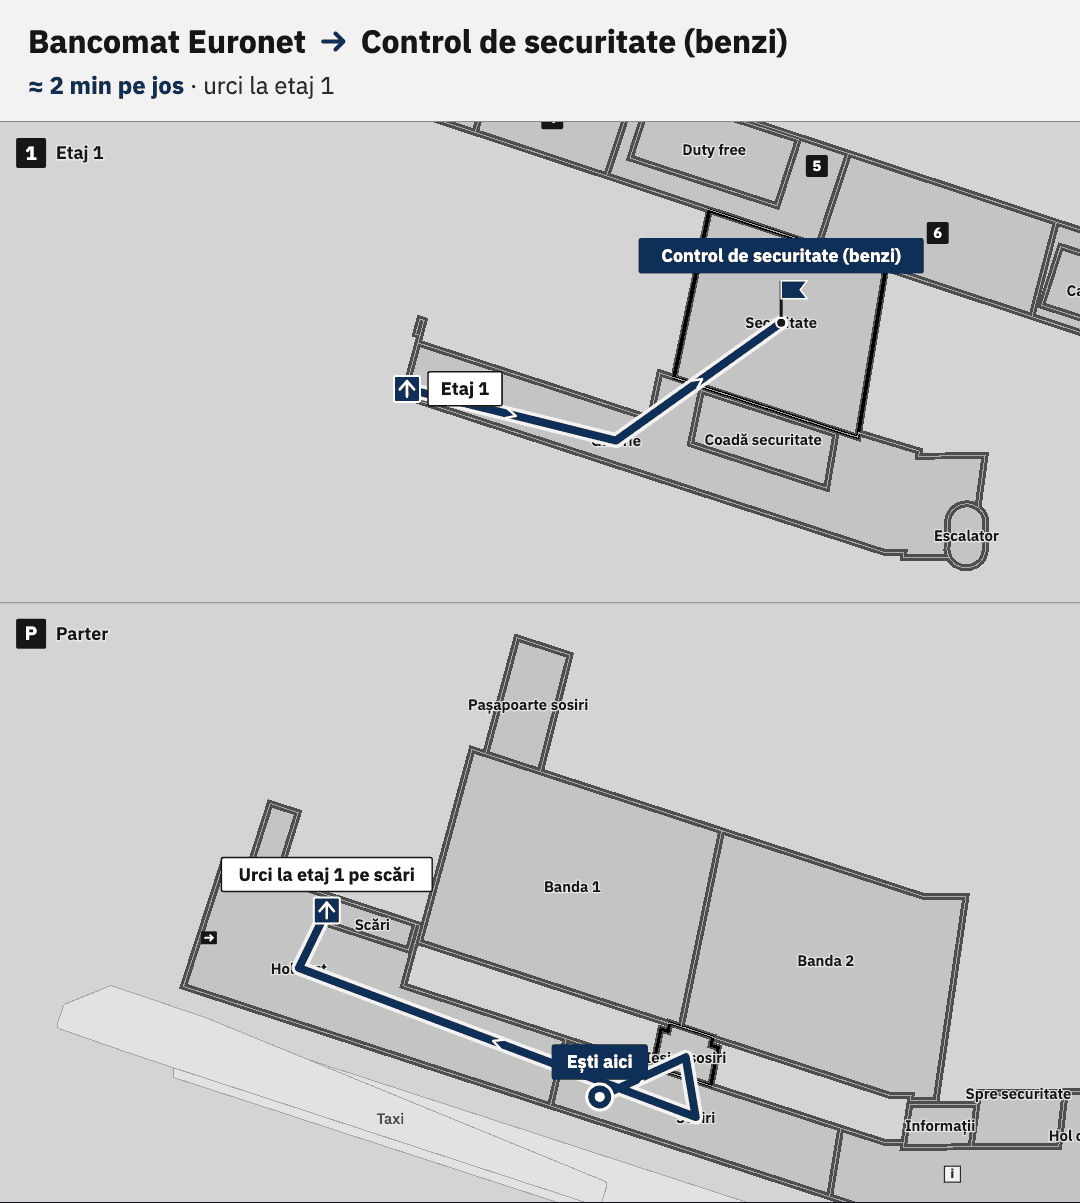 Bancomat Euronet → Control de securitate (benzi)
≈ 2 min pe jos · urci la etaj 1
1 Etaj 1
Duty free
5
6
Control de securitate (benzi)
Etaj 1
Coadă securitate
Escalator
P Parter
Pașapoarte sosiri
Urci la etaj 1 pe scări
Banda 1
Scări
Banda 2
Ești aici
sosiri
Taxi
Spre securitate
Informații
i